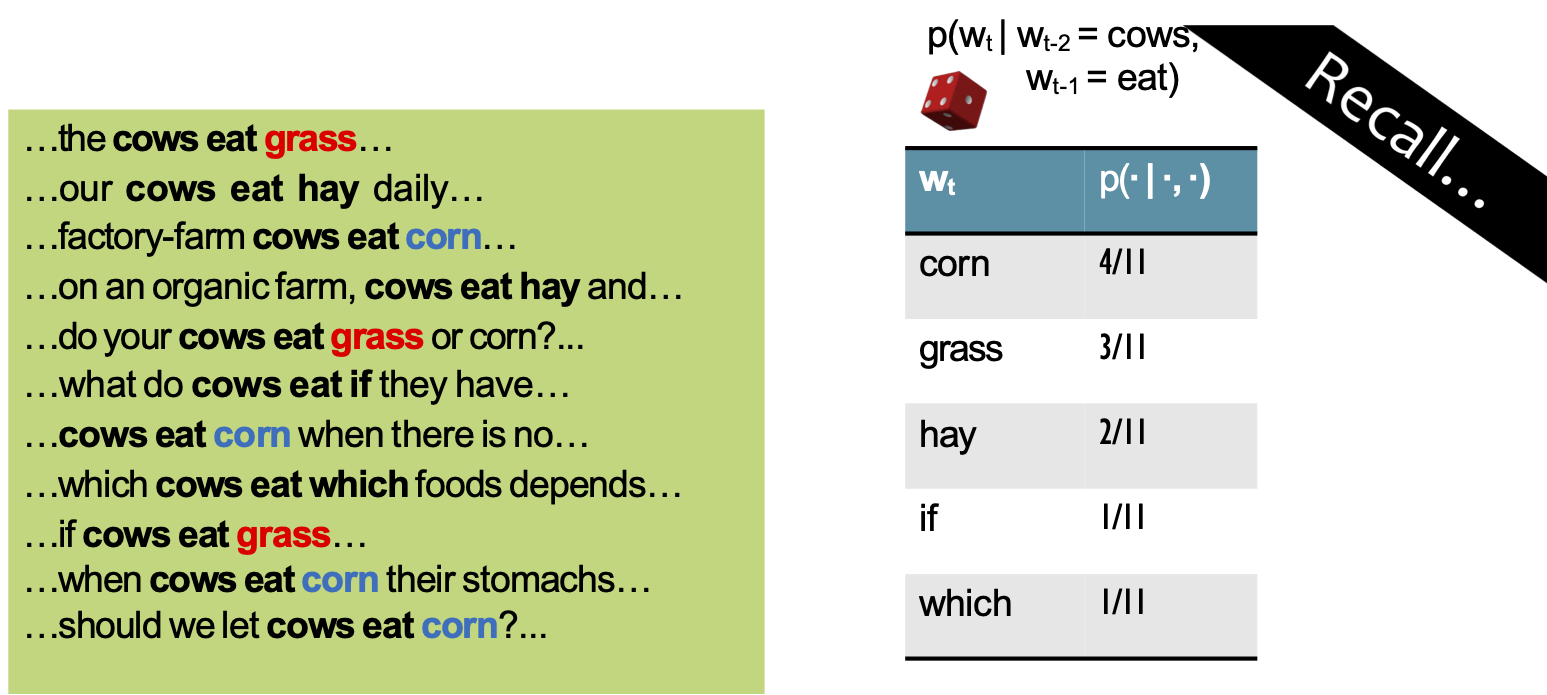 …the cows eat grass…
…our cows eat hay daily…
…factory-farm cows eat corn…
…on an organic farm, cows eat hay and…
…do your cows eat grass or corn?...
…what do cows eat if they have…
…cows eat corn when there is no…
…which cows eat which foods depends…
…if cows eat grass…
…when cows eat corn their stomachs…
…should we let cows eat corn?...
p(wt | wt-2 = cows,
wt-1 = eat)
wt p(· | ·, ·)
corn 4/11
grass 3/11
hay 2/11
if 1/11
which 1/11
Recall…